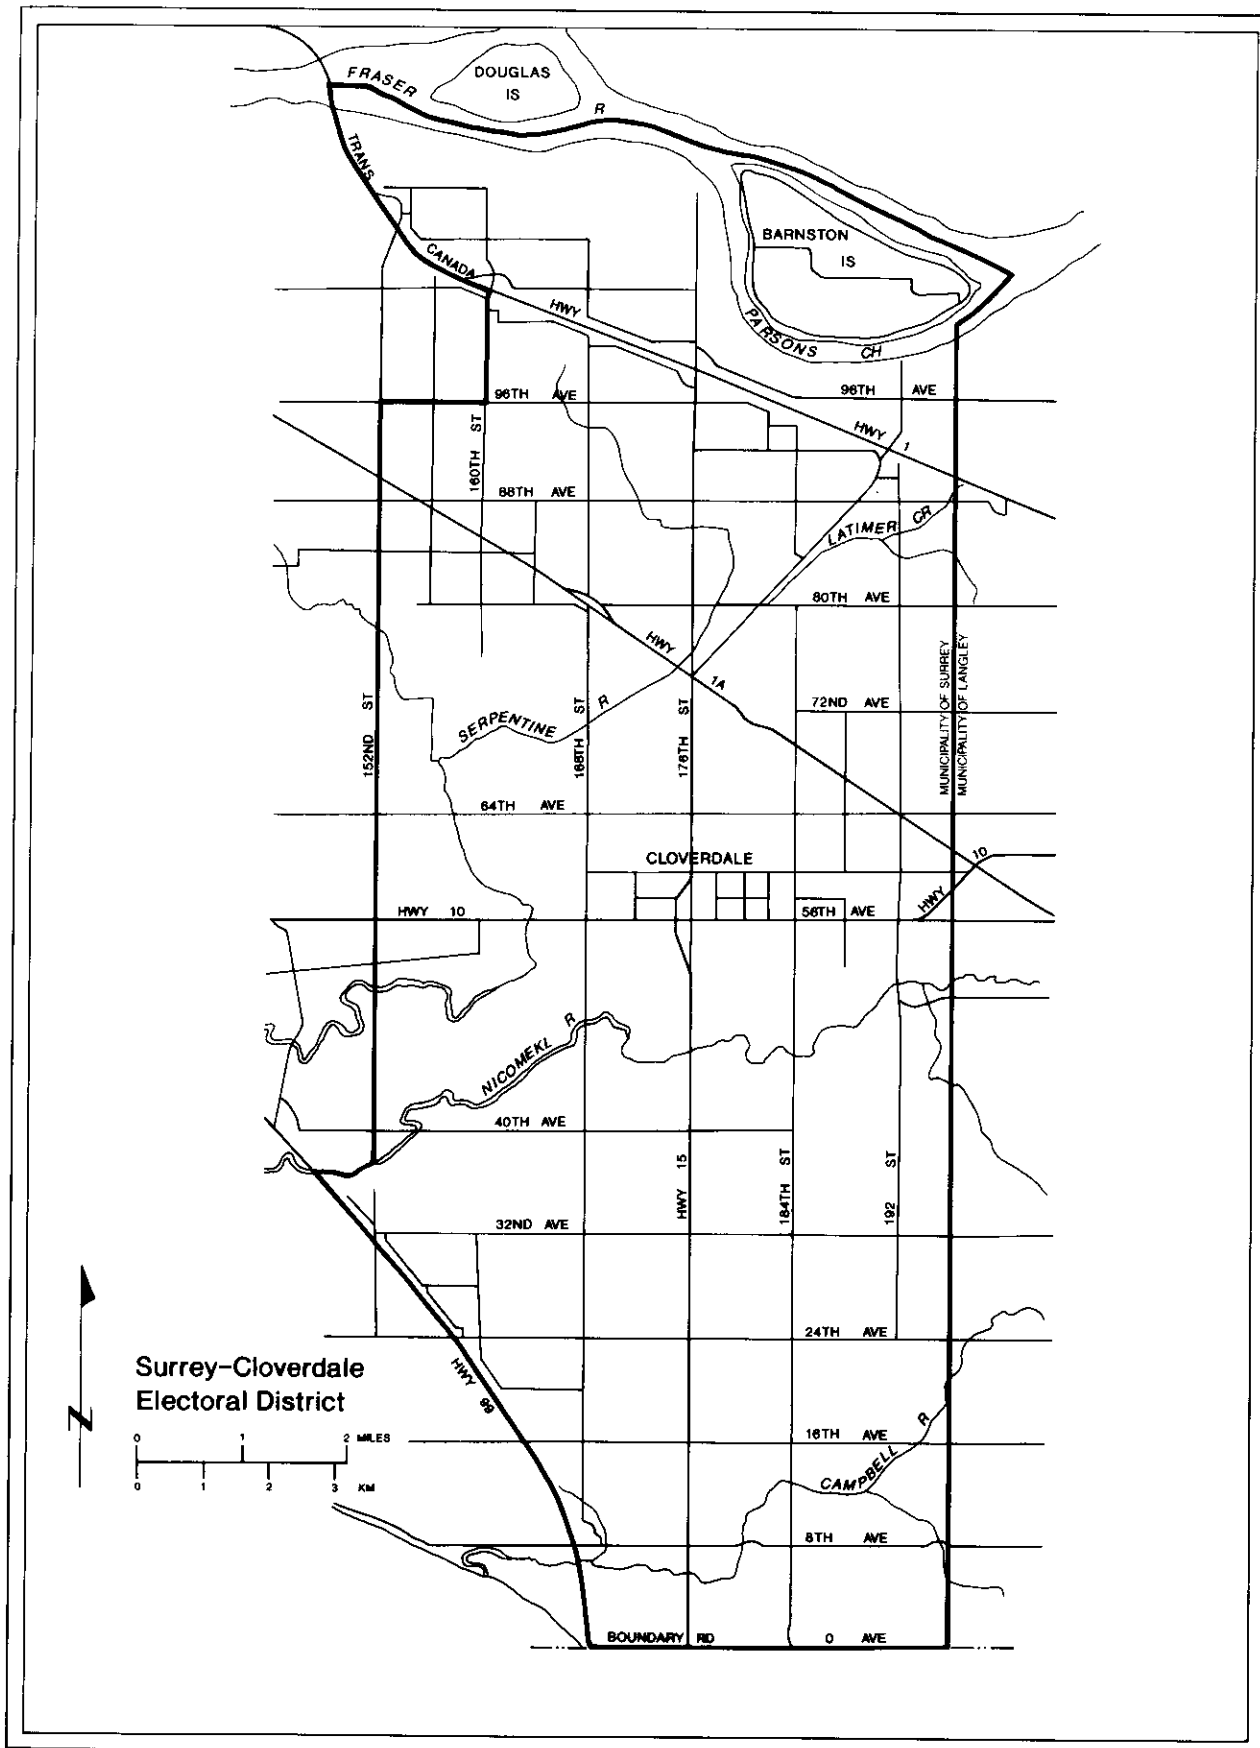 DOUGLAS
IS
FRASER
R
TRANS
CANADA
HWY
BARNSTON
IS
PARSONS
CH
96TH AVE
96TH AVE
HWY 1
160TH ST
88TH AVE
LATIMER CR
80TH AVE
HWY 1A
MUNICIPALITY OF SURREY
MUNICIPALITY OF LANGLEY
152ND ST
SERPENTINE R
168TH ST
176TH ST
72ND AVE
64TH AVE
CLOVERDALE
HWY 10
HWY 10
56TH AVE
NICOMEKL R
40TH AVE
HWY 15
184TH ST
192 ST
32ND AVE
24TH AVE
HWY 99
Surrey-Cloverdale
Electoral District
0 1 2 MILES
0 1 2 3 KM
N
16TH AVE
CAMPBELL R
8TH AVE
BOUNDARY RD
0 AVE